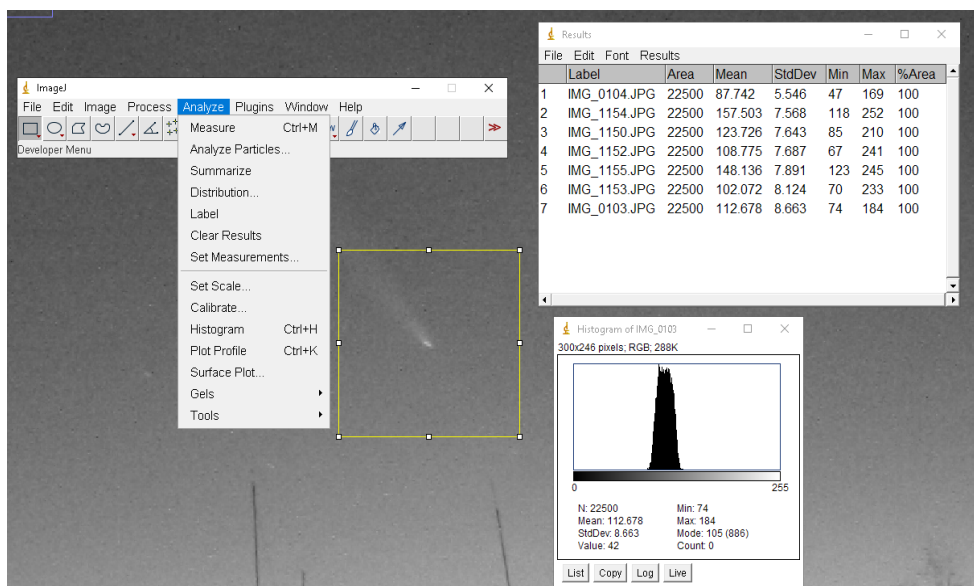 ImageJ
File Edit Image Process Analyze Plugins Window Help
Developer Menu
Measure Ctrl+M
Analyze Particles...
Summarize
Distribution...
Label
Clear Results
Set Measurements...
Set Scale...
Calibrate...
Histogram Ctrl+H
Plot Profile Ctrl+K
Surface Plot...
Gels
Tools
Results
File Edit Font Results
Label Area Mean StdDev Min Max %Area
1 IMG_0104.JPG 22500 87.742 5.546 47 169 100
2 IMG_1154.JPG 22500 157.503 7.568 118 252 100
3 IMG_1150.JPG 22500 123.726 7.643 85 210 100
4 IMG_1152.JPG 22500 108.775 7.687 67 241 100
5 IMG_1155.JPG 22500 148.136 7.891 123 245 100
6 IMG_1153.JPG 22500 102.072 8.124 70 233 100
7 IMG_0103.JPG 22500 112.678 8.663 74 184 100
Histogram of IMG_0103
300x246 pixels; RGB; 288K
0 255
N: 22500 Min: 74
Mean: 112.678 Max: 184
StdDev: 8.663 Mode: 105 (886)
Value: 42 Count: 0
List Copy Log Live